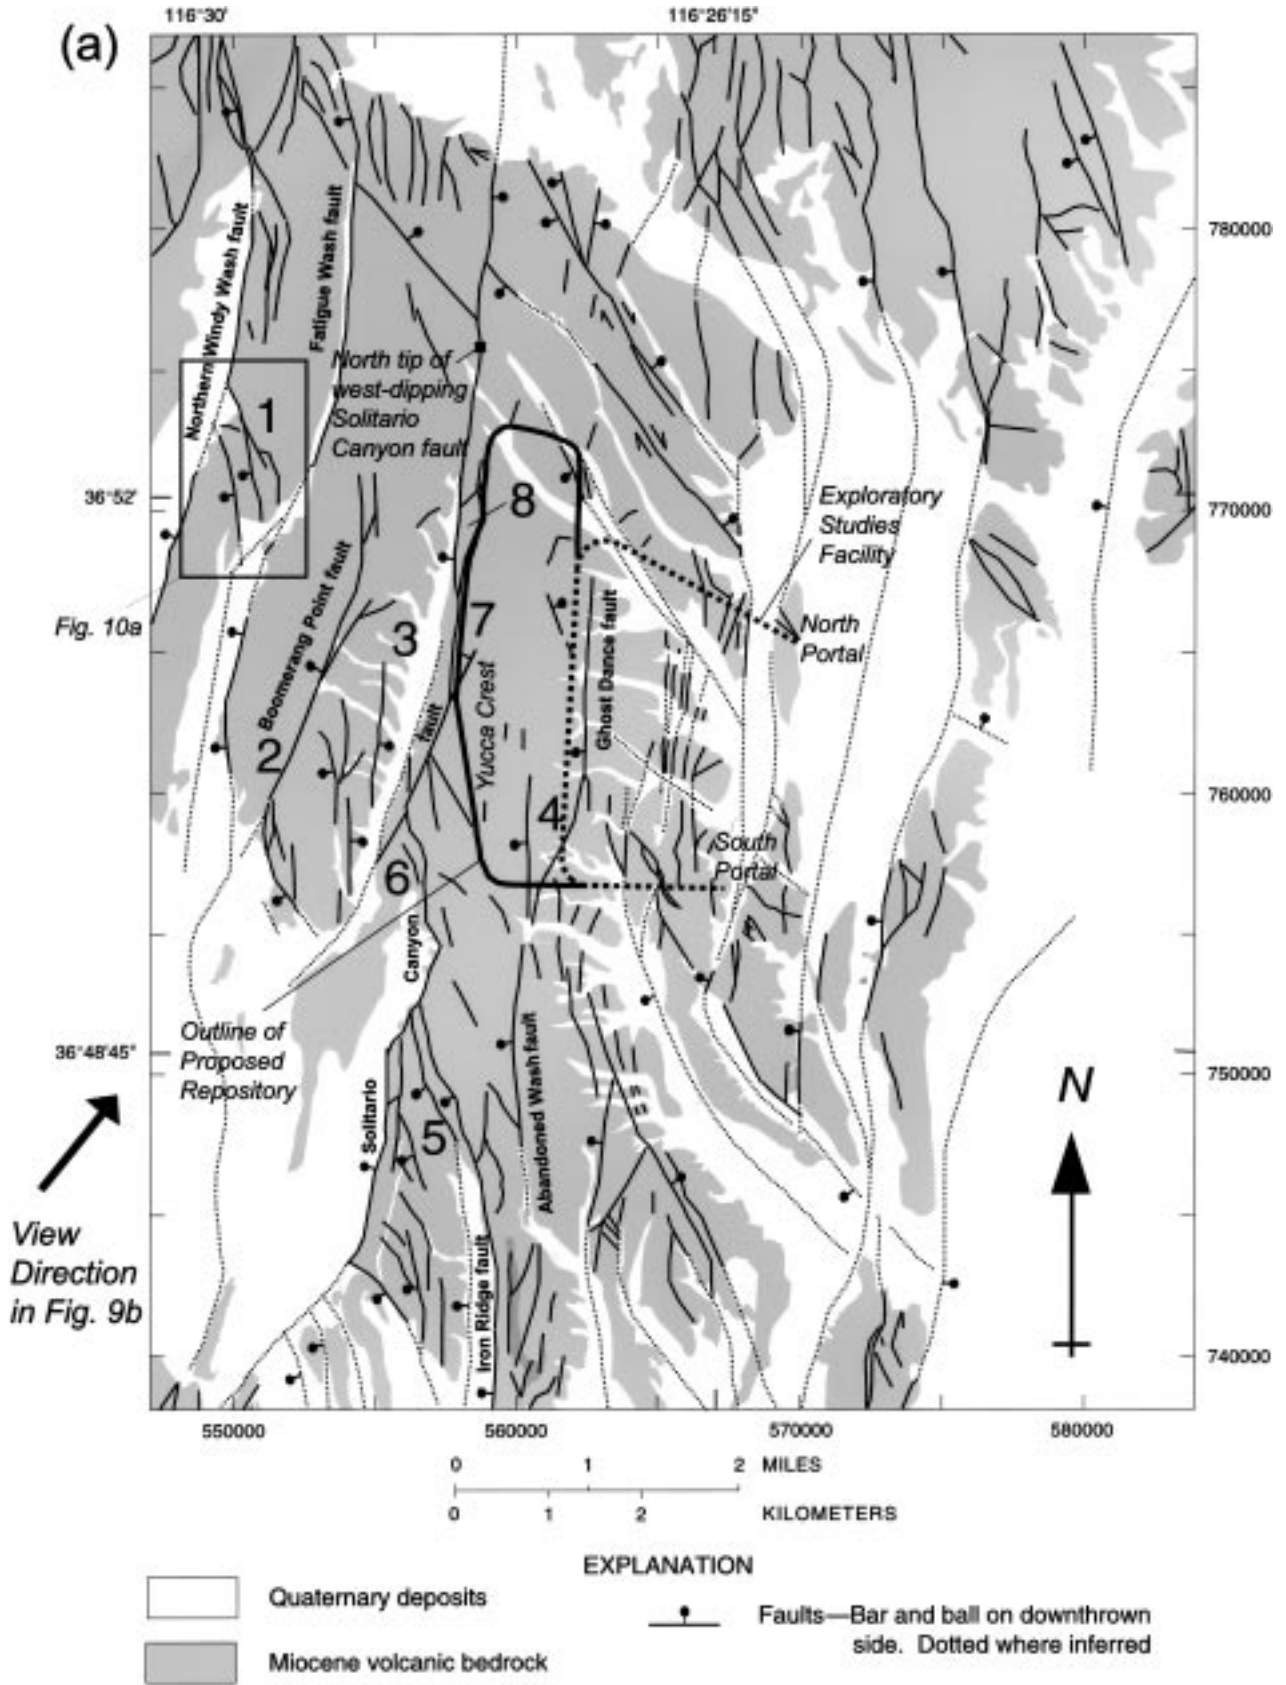 116°30'
116°26'15"
(a)
Northern Windy Wash fault
Fatigue Wash fault
780000
North tip of
west-dipping
Solitario
Canyon fault
1
36°52'
8
Exploratory
Studies
Facility
770000
Fig. 10a
Boomerang Point fault
3
7
Ghost Dance fault
North
Portal
2
fault
Yucca Crest
4
760000
South
Portal
6
Canyon
Outline of
Proposed
Repository
36°48'45"
Abandoned Wash fault
750000
N
Solitario
5
View
Direction
in Fig. 9b
Iron Ridge fault
740000
550000
560000
570000
580000
0 1 2 MILES
0 1 2 KILOMETERS
EXPLANATION
Quaternary deposits
Faults—Bar and ball on downthrown
side. Dotted where inferred
Miocene volcanic bedrock